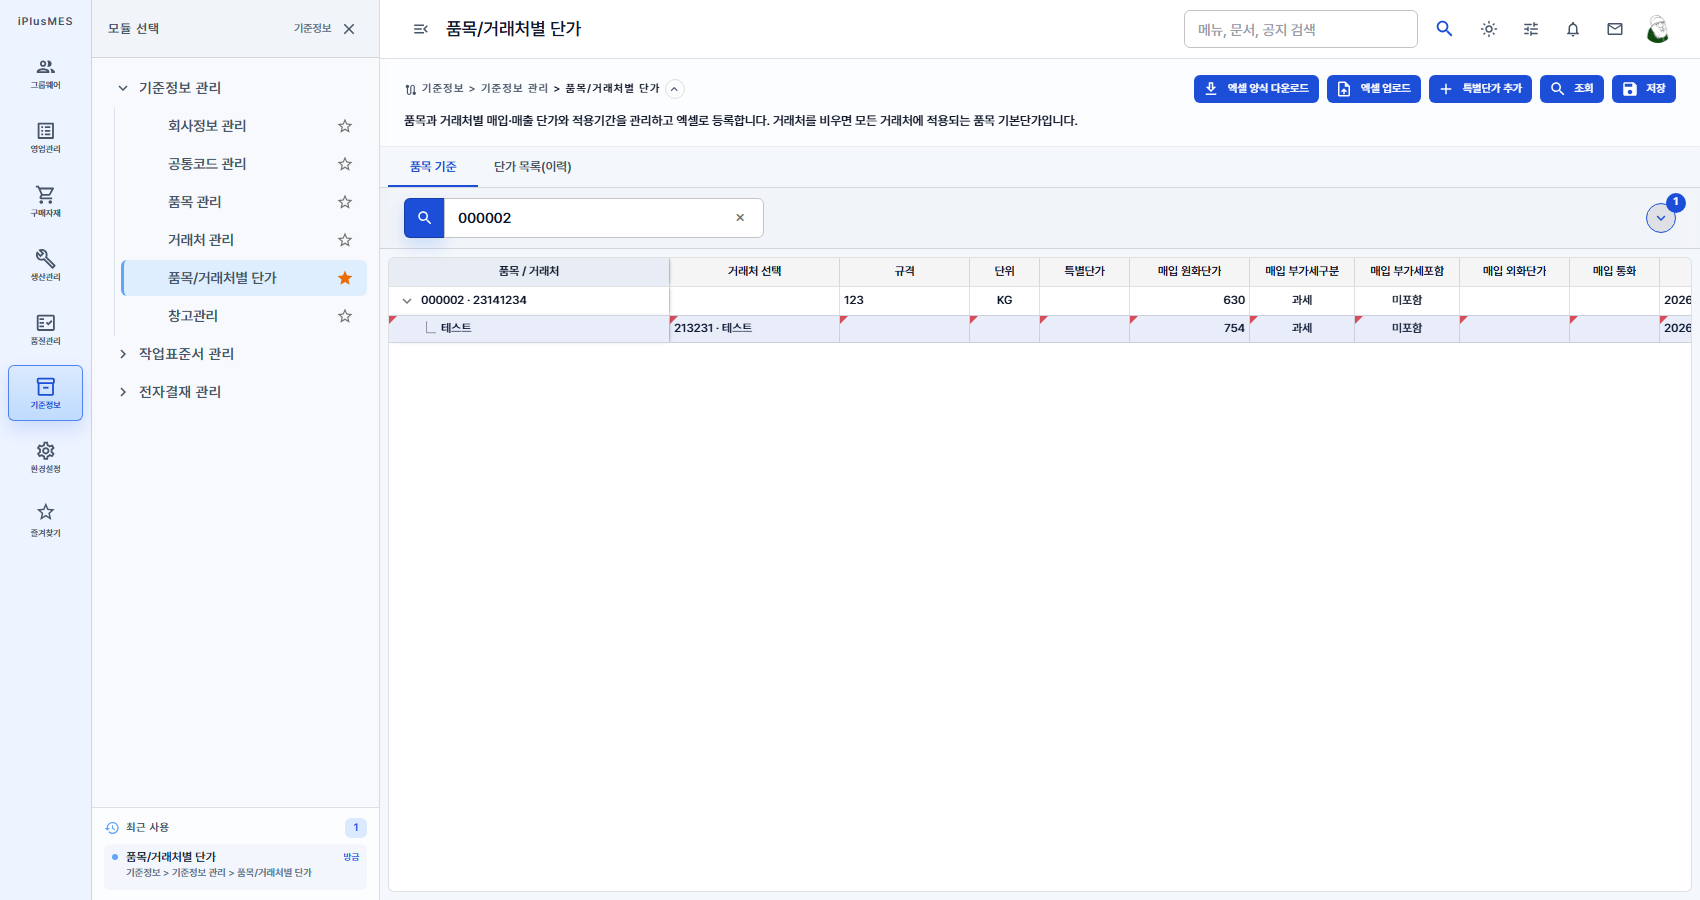 iPlusMES
그룹웨어
영업관리
구매자재
생산관리
품질관리
기준정보
환경설정
즐겨찾기
모듈 선택
기준정보
기준정보 관리
회사정보 관리
공통코드 관리
품목 관리
거래처 관리
품목/거래처별 단가
창고관리
작업표준서 관리
전자결재 관리
최근 사용
1
품목/거래처별 단가
방금
기준정보 > 기준정보 관리 > 품목/거래처별 단가
품목/거래처별 단가
메뉴, 문서, 공지 검색
기준정보 > 기준정보 관리 > 품목/거래처별 단가
엑셀 양식 다운로드
엑셀 업로드
특별단가 추가
조회
저장
품목과 거래처별 매입·매출 단가와 적용기간을 관리하고 엑셀로 등록합니다. 거래처를 비우면 모든 거래처에 적용되는 품목 기본단가입니다.
품목 기준
단가 목록(이력)
000002
1
품목 / 거래처 거래처 선택 규격 단위 특별단가 매입 원화단가 매입 부가세구분 매입 부가세포함 매입 외화단가 매입 통화
000002 · 23141234 123 KG 630 과세 미포함 2026
테스트 213231 · 테스트 754 과세 미포함 2026